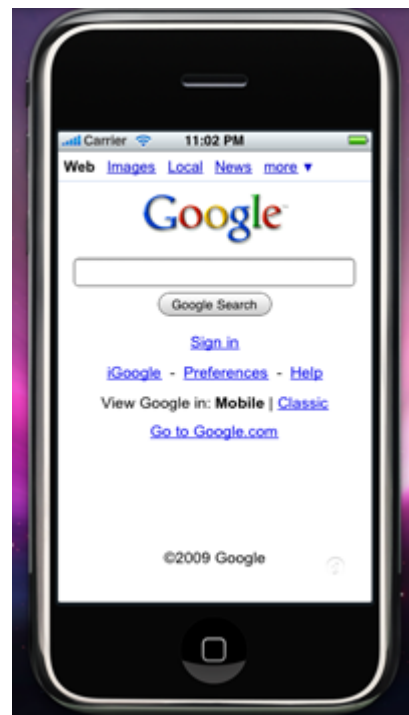 Carrier 11:02 PM
Web Images Local News more ▼
Google™
Google Search
Sign in
iGoogle - Preferences - Help
View Google in: Mobile | Classic
Go to Google.com
©2009 Google